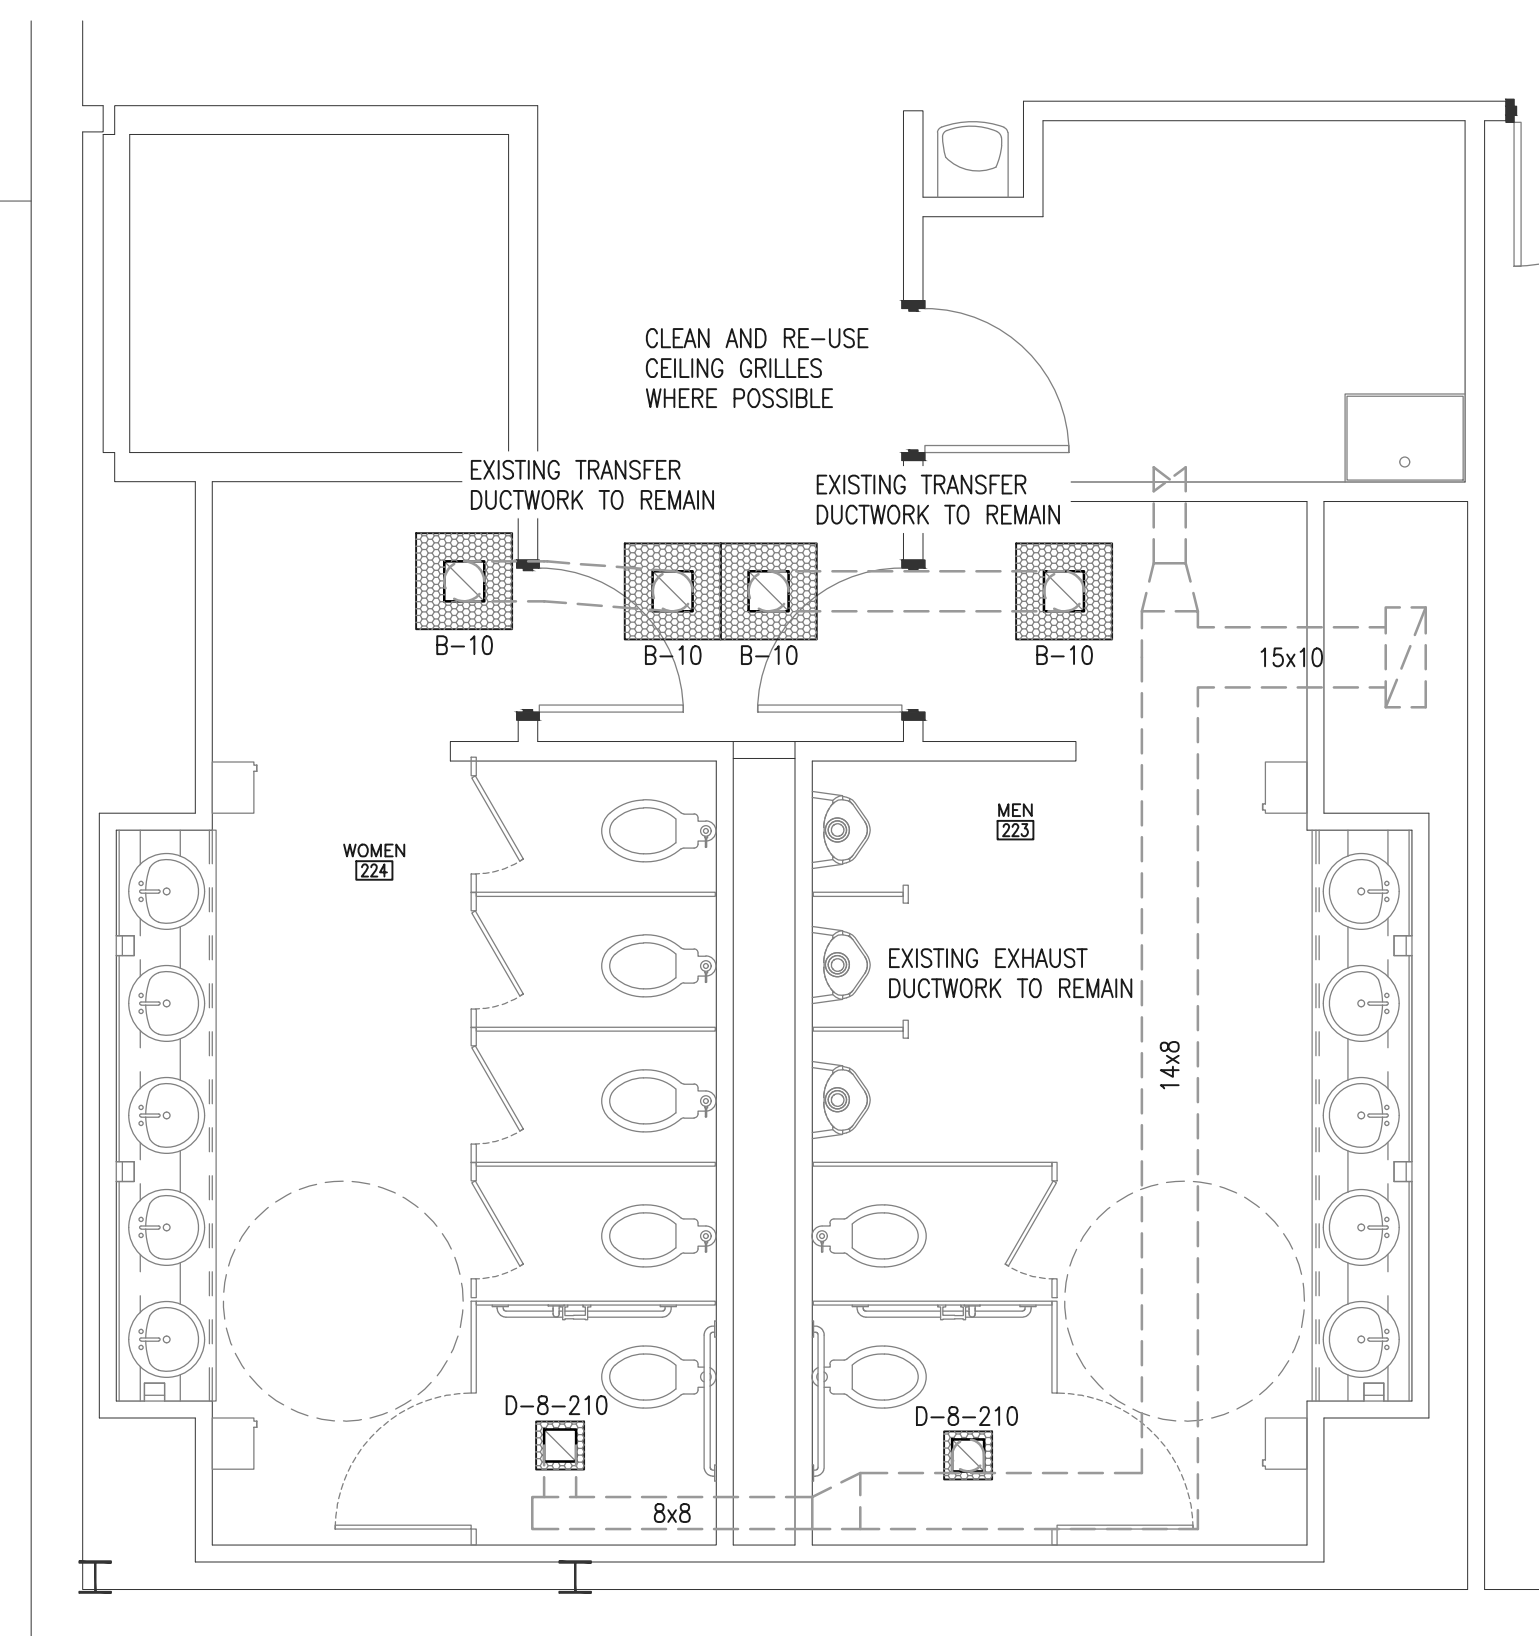 CLEAN AND RE-USE
CEILING GRILLES
WHERE POSSIBLE
EXISTING TRANSFER
DUCTWORK TO REMAIN
EXISTING TRANSFER
DUCTWORK TO REMAIN
B-10
B-10
B-10
B-10
15x10
MEN
223
WOMEN
224
EXISTING EXHAUST
DUCTWORK TO REMAIN
14x8
D-8-210
D-8-210
8x8